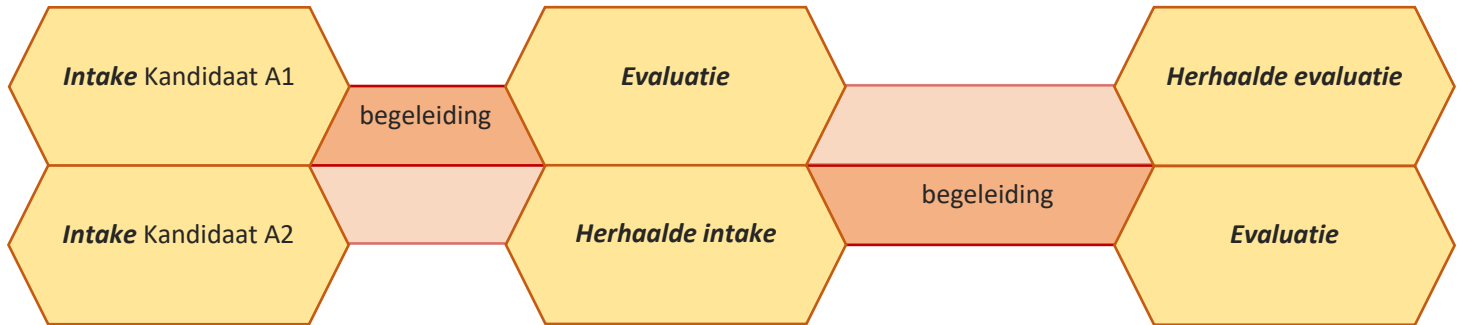 Intake Kandidaat A1
begeleiding
Evaluatie
Herhaalde evaluatie
Intake Kandidaat A2
Herhaalde intake
begeleiding
Evaluatie